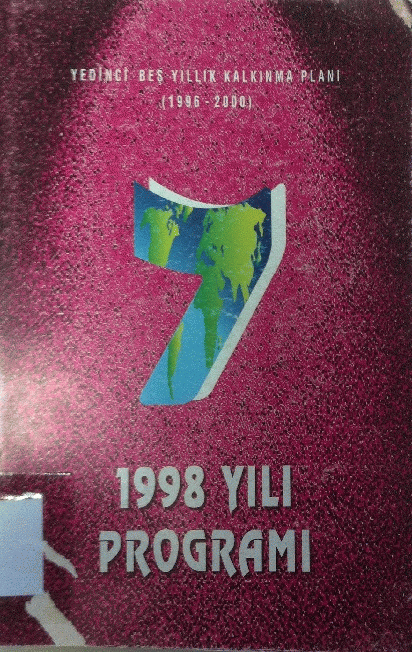 YEDİNCİ BEŞ YILLIK KALKINMA PLANI
(1996 - 2000)
7
1998 YILI
PROGRAMI